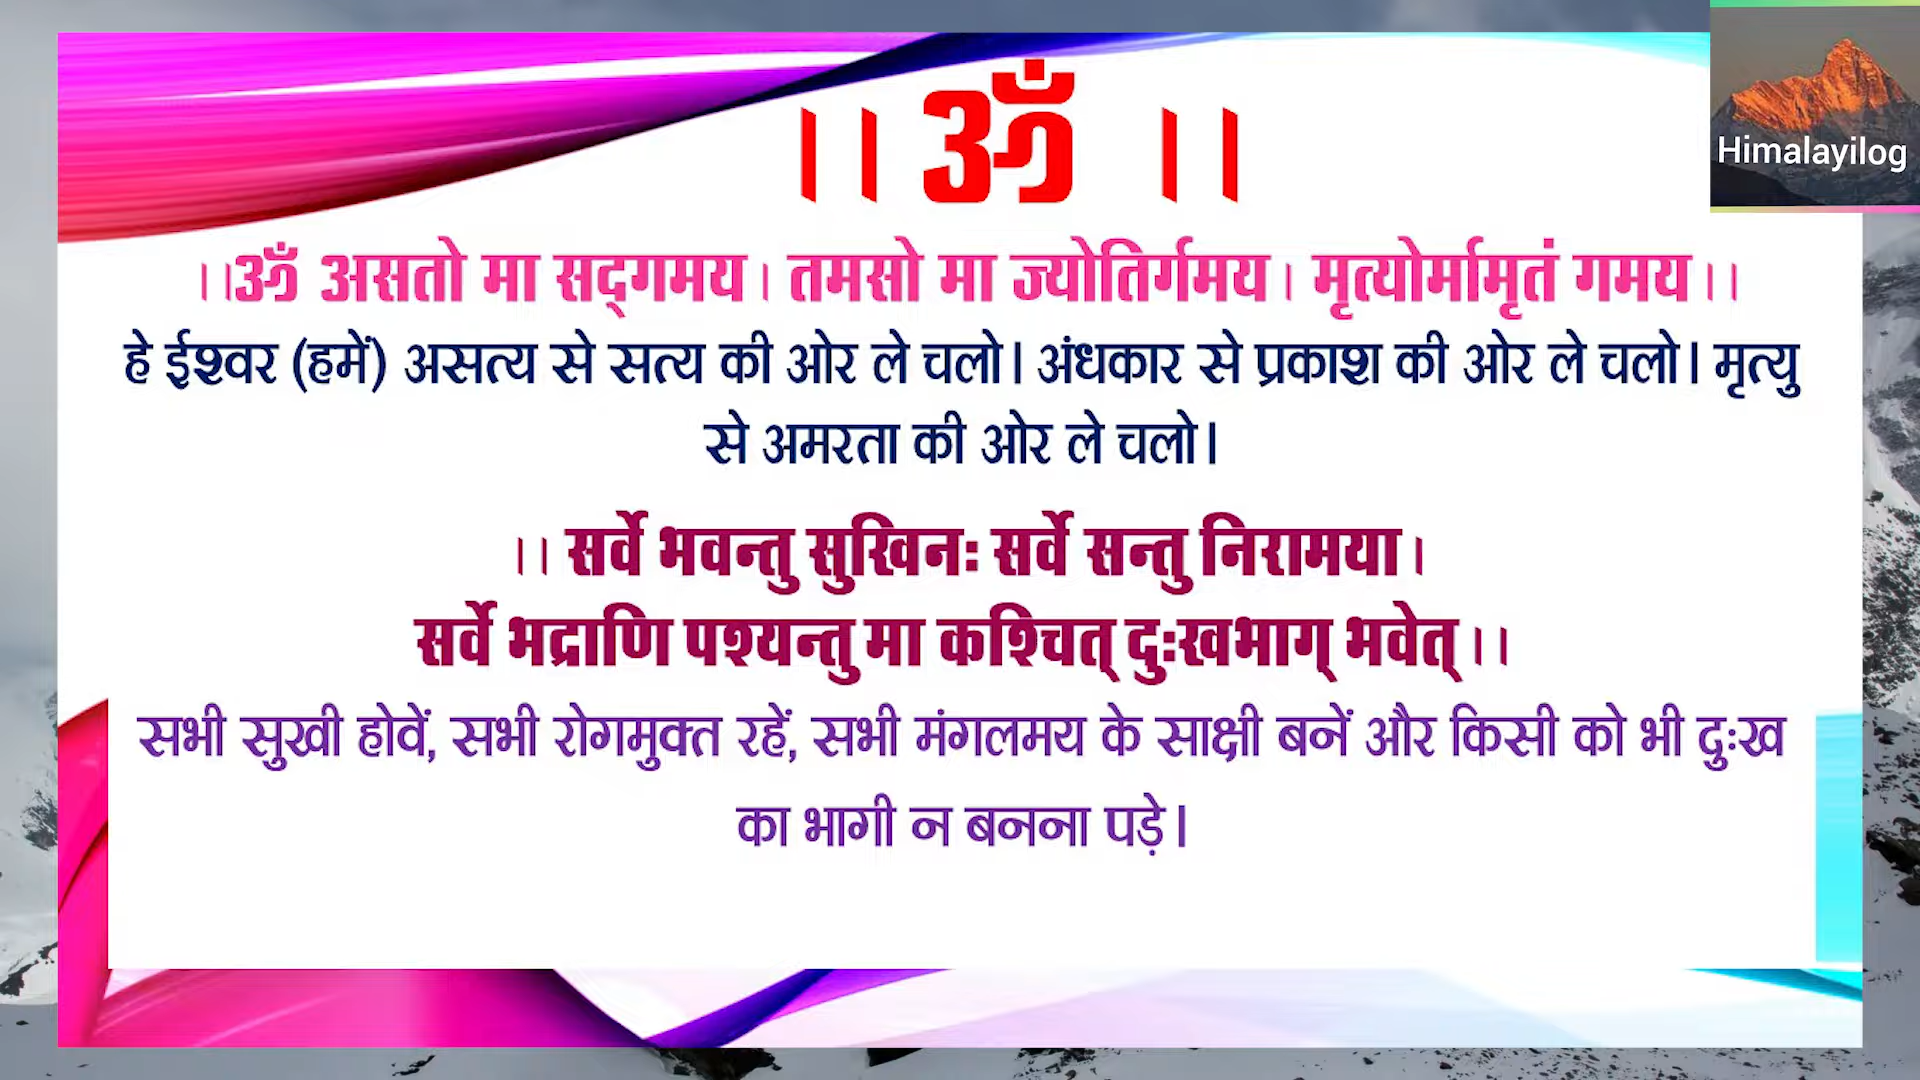 ।। ॐ ।।
Himalayilog
।।ॐ असतो मा सद्गमय। तमसो मा ज्योतिर्गमय। मृत्योर्मामृतं गमय।।
हे ईश्वर (हमें) असत्य से सत्य की ओर ले चलो। अंधकार से प्रकाश की ओर ले चलो। मृत्यु
से अमरता की ओर ले चलो।
।। सर्वे भवन्तु सुखिनः सर्वे सन्तु निरामया।
सर्वे भद्राणि पश्यन्तु मा कश्चित् दुःखभाग् भवेत्।।
सभी सुखी होवें, सभी रोगमुक्त रहें, सभी मंगलमय के साक्षी बनें और किसी को भी दुःख
का भागी न बनना पड़े।